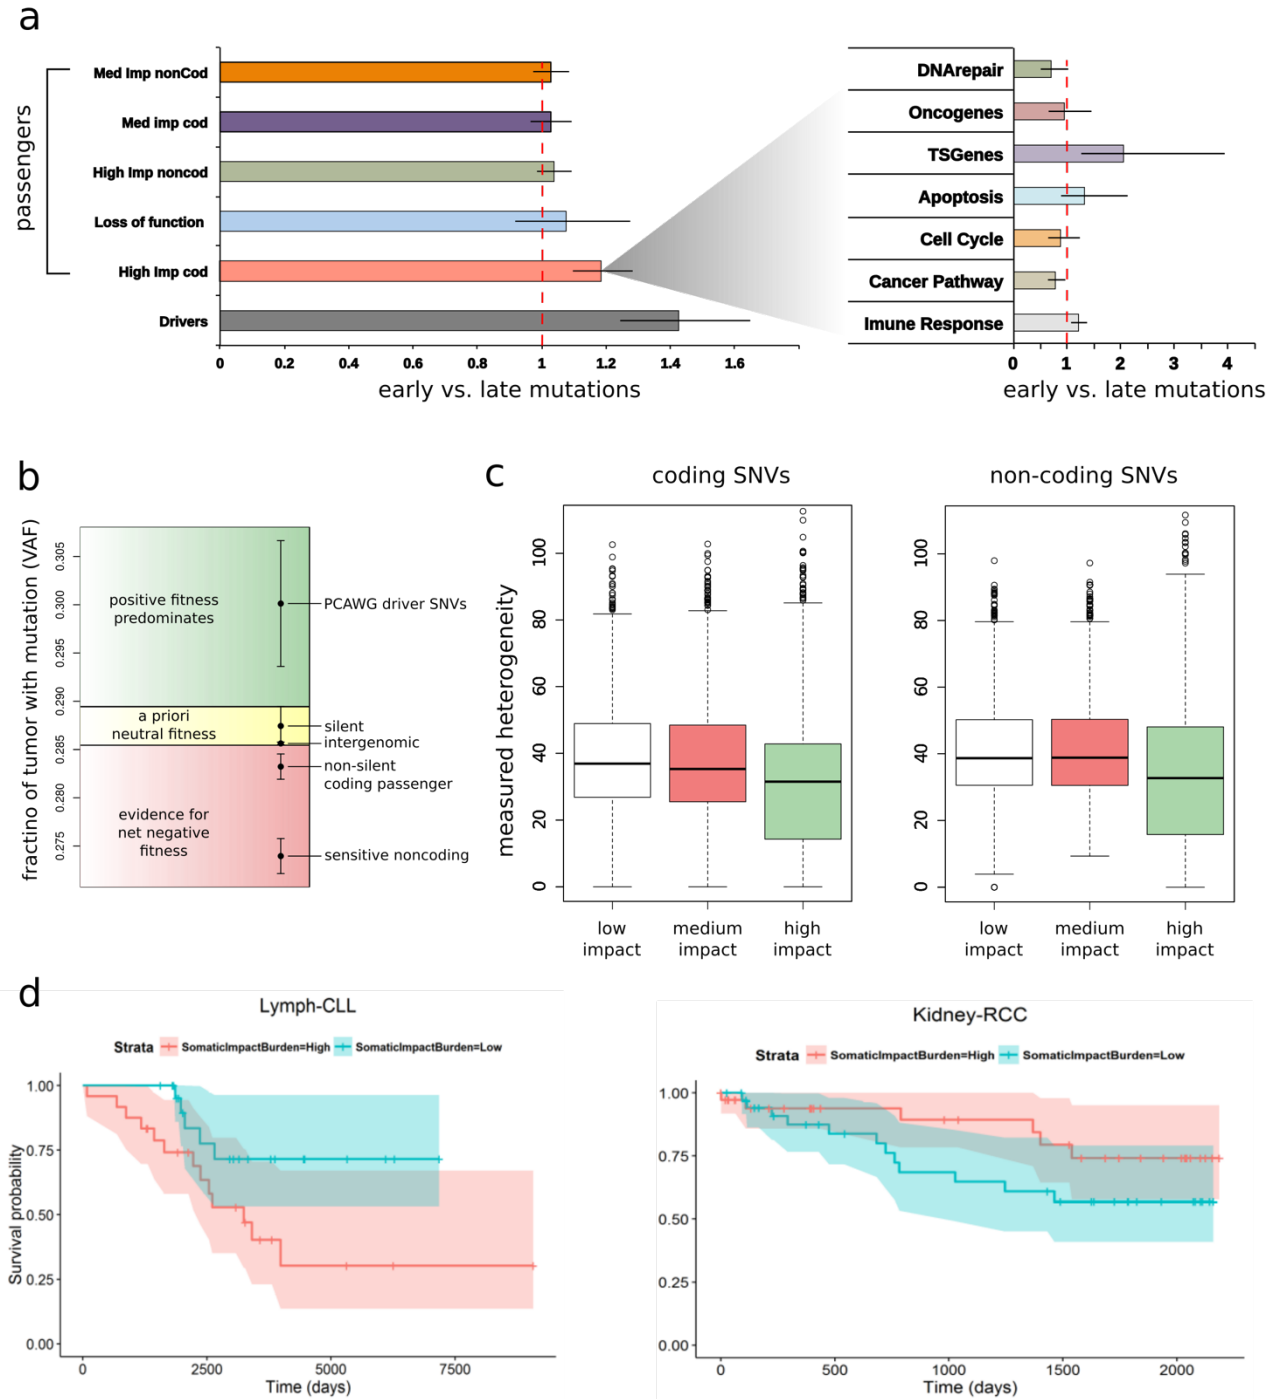 a
passengers
Med Imp nonCod
Med imp cod
High Imp noncod
Loss of function
High Imp cod
Drivers
0 0.2 0.4 0.6 0.8 1 1.2 1.4 1.6
early vs. late mutations
DNArepair
Oncogenes
TSGenes
Apoptosis
Cell Cycle
Cancer Pathway
Imune Response
0 1 2 3 4
early vs. late mutations
b
fractino of tumor with mutation (VAF)
0.305
0.300
0.295
0.290
0.285
0.280
0.275
positive fitness
predominates
a priori
neutral fitness
evidence for
net negative
fitness
PCAWG driver SNVs
silent
intergenomic
non-silent
coding passenger
sensitive noncoding
c
coding SNVs
measured heterogeneity
100
80
60
40
20
0
low
impact
medium
impact
high
impact
non-coding SNVs
100
80
60
40
20
0
low
impact
medium
impact
high
impact
d
Lymph-CLL
Strata SomaticImpactBurden=High SomaticImpactBurden=Low
Survival probability
1.00
0.75
0.50
0.25
0.00
0 2500 5000 7500
Time (days)
Kidney-RCC
Strata SomaticImpactBurden=High SomaticImpactBurden=Low
1.00
0.75
0.50
0.25
0.00
0 500 1000 1500 2000
Time (days)